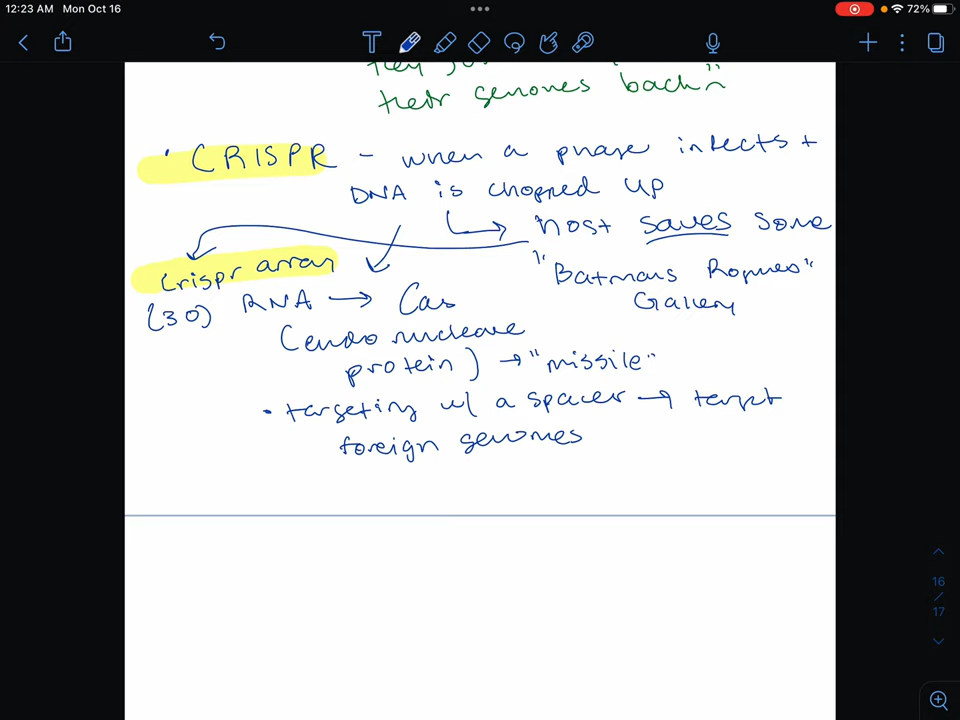 12:23 AM Mon Oct 16
72%
their genomes back"
· CRISPR - when a phage infects +
DNA is chopped up
↳ host saves some
"Batmans Rogues"
Gallery
Crispr array
(30) RNA → Cas
(endonuclease
protein) → "missile"
• targeting w/ a spacer → target
foreign genomes
16
/
17